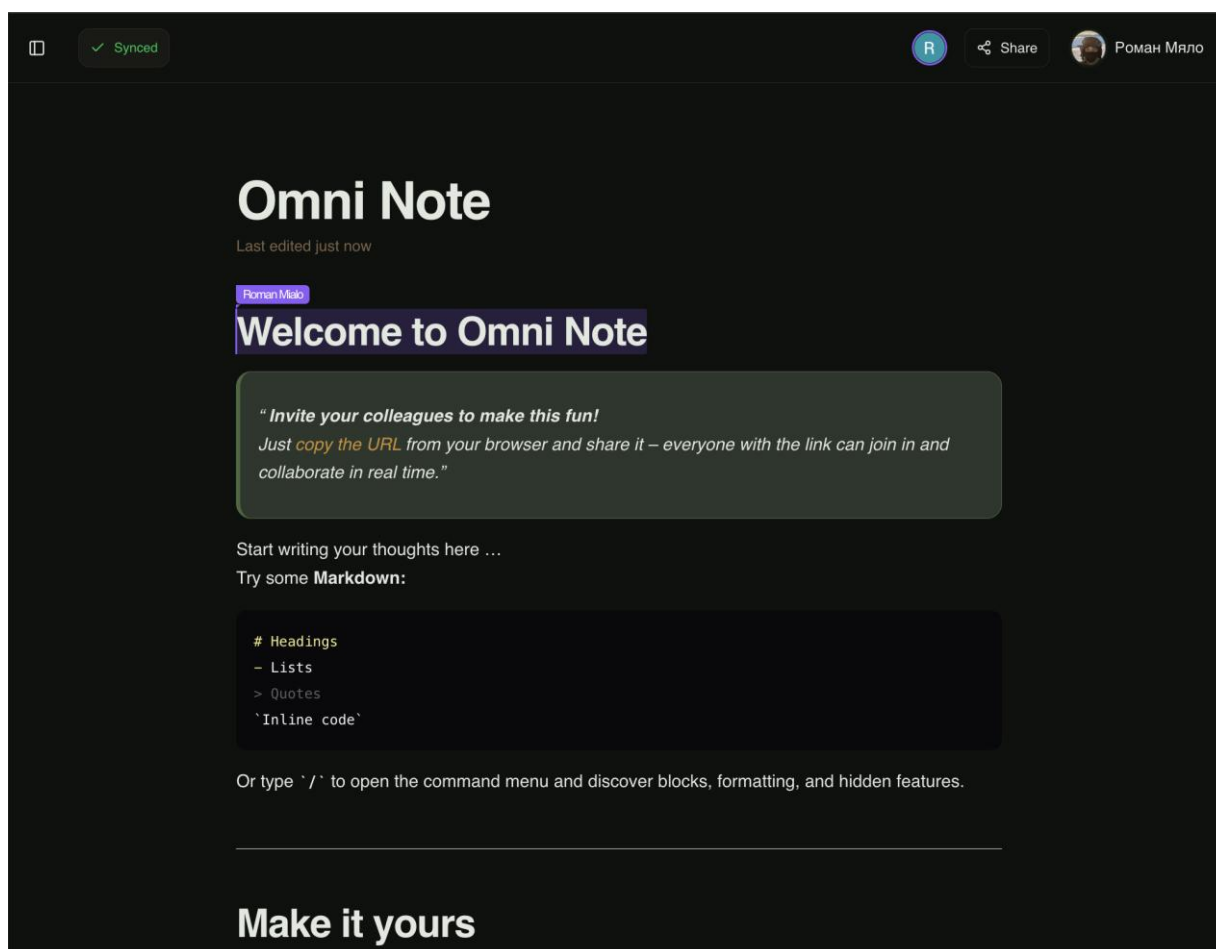 Synced
R
Share
Роман Мяло
Omni Note
Last edited just now
Roman Mialo
Welcome to Omni Note
“ Invite your colleagues to make this fun!
Just copy the URL from your browser and share it – everyone with the link can join in and
collaborate in real time.”
Start writing your thoughts here …
Try some Markdown:
# Headings
- Lists
> Quotes
`Inline code`
Or type `/` to open the command menu and discover blocks, formatting, and hidden features.
Make it yours